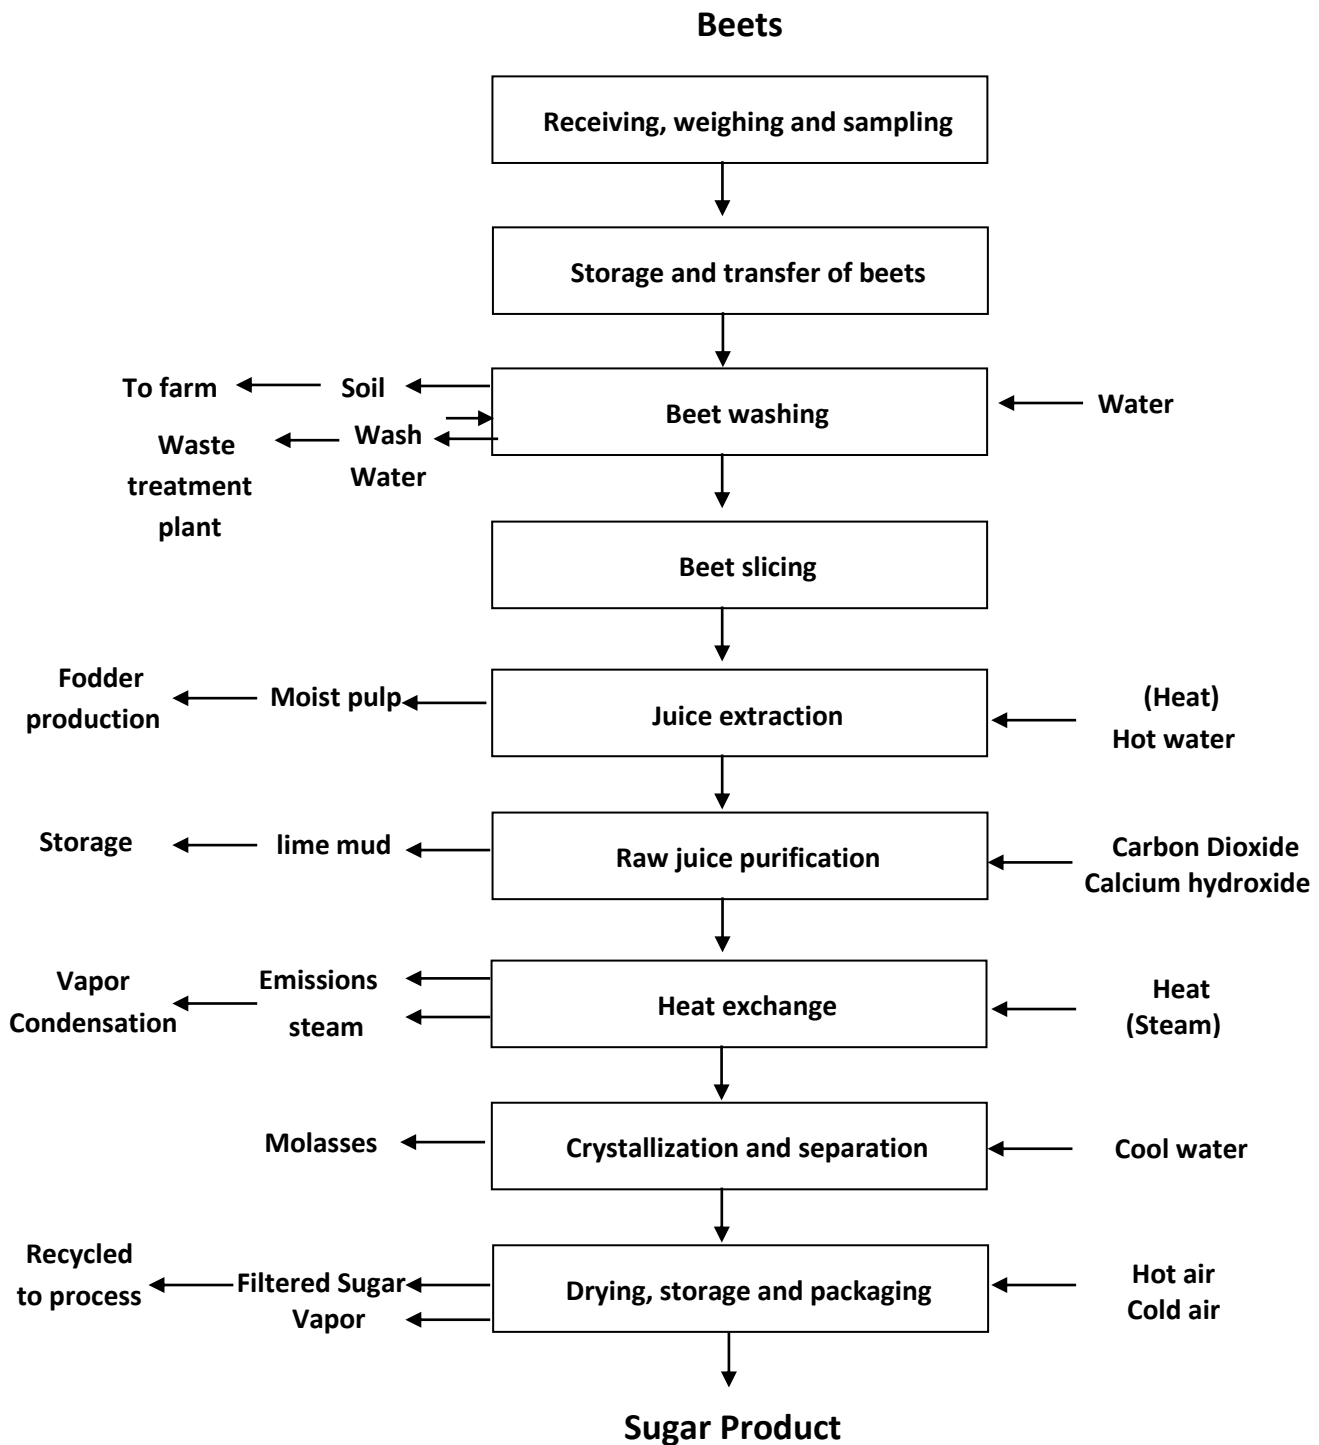 Beets
Receiving, weighing and sampling
Storage and transfer of beets
To farm
Soil
Beet washing
Water
Waste
treatment
plant
Wash
Water
Beet slicing
Fodder
production
Moist pulp
Juice extraction
(Heat)
Hot water
Storage
lime mud
Raw juice purification
Carbon Dioxide
Calcium hydroxide
Vapor
Condensation
Emissions
steam
Heat exchange
Heat
(Steam)
Molasses
Crystallization and separation
Cool water
Recycled
to process
Filtered Sugar
Vapor
Drying, storage and packaging
Hot air
Cold air
Sugar Product